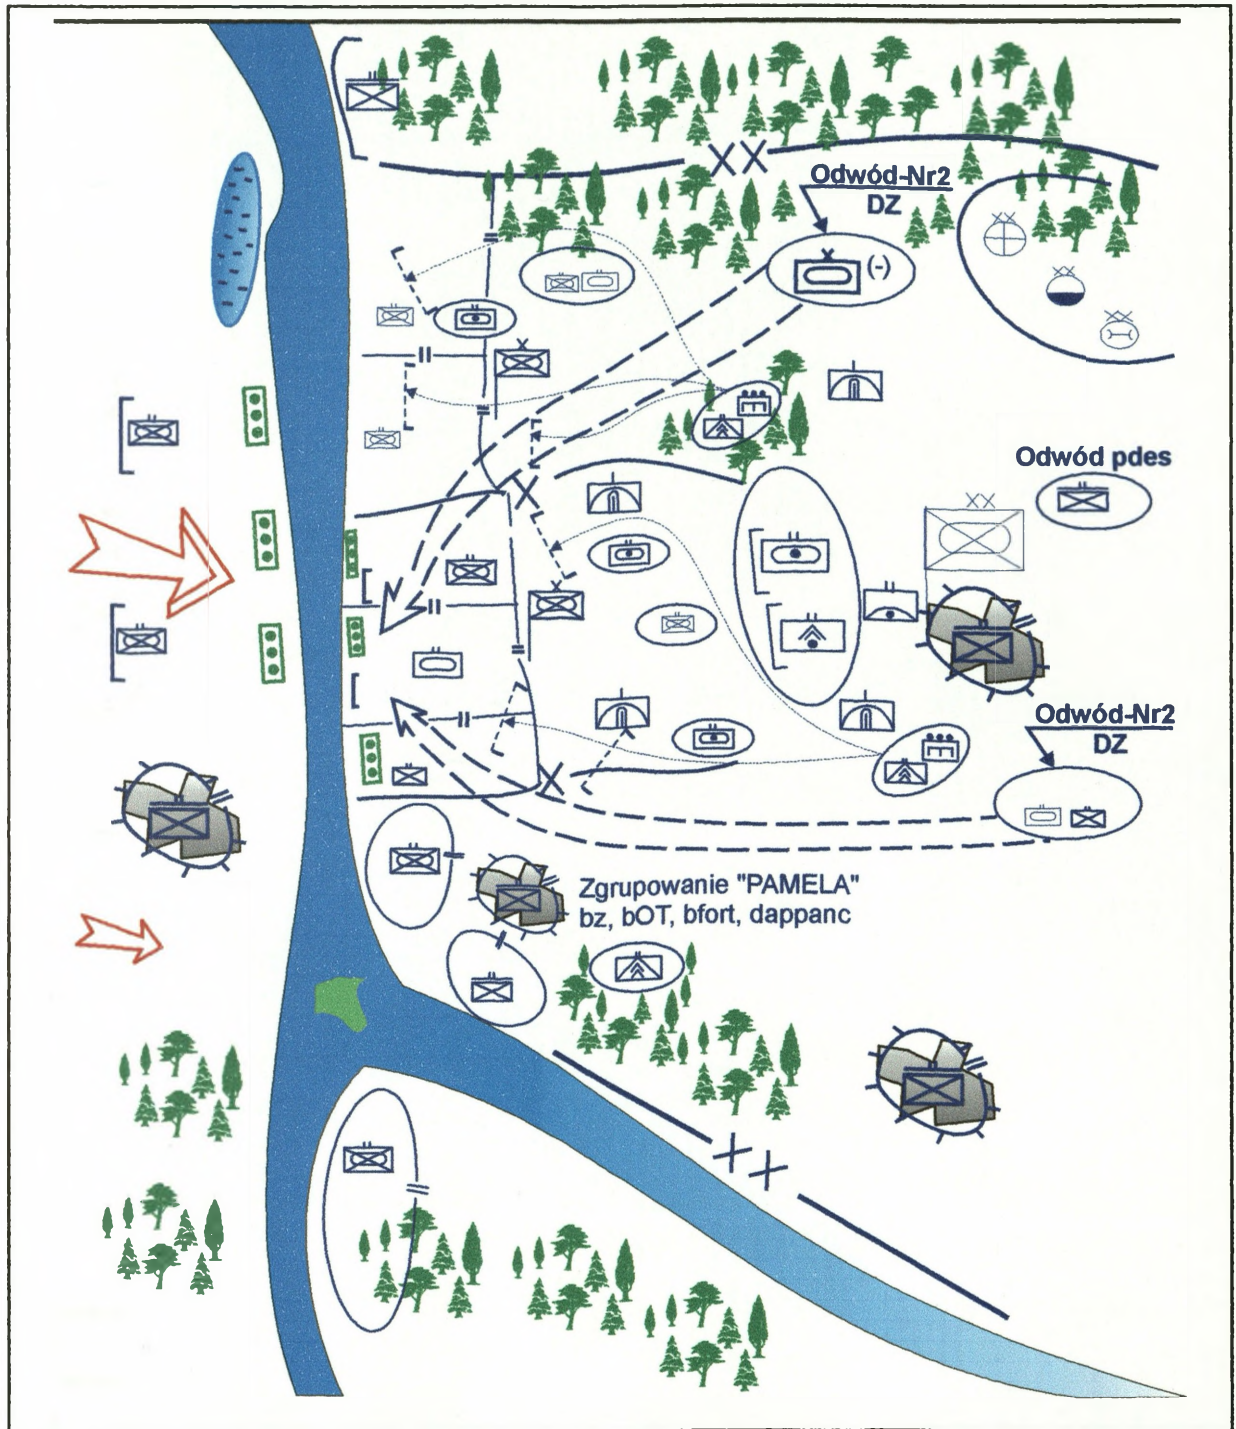 Odwód-Nr2
DZ
(-)
Odwód pdes
Odwód-Nr2
DZ
Zgrupowanie "PAMELA"
bz, bOT, bfort, dappanc